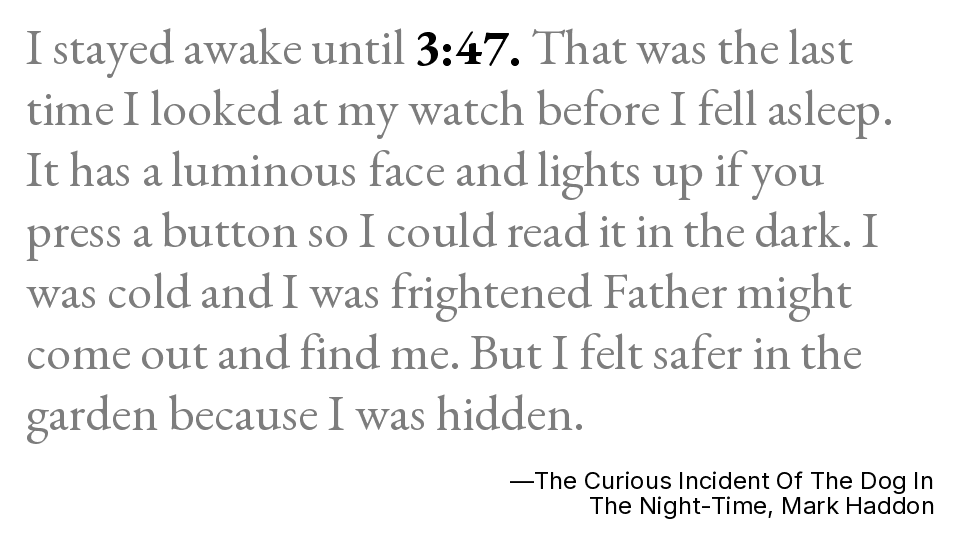 I stayed awake until 3:47. That was the last
time I looked at my watch before I fell asleep.
It has a luminous face and lights up if you
press a button so I could read it in the dark. I
was cold and I was frightened Father might
come out and find me. But I felt safer in the
garden because I was hidden.
—The Curious Incident Of The Dog In
The Night-Time, Mark Haddon